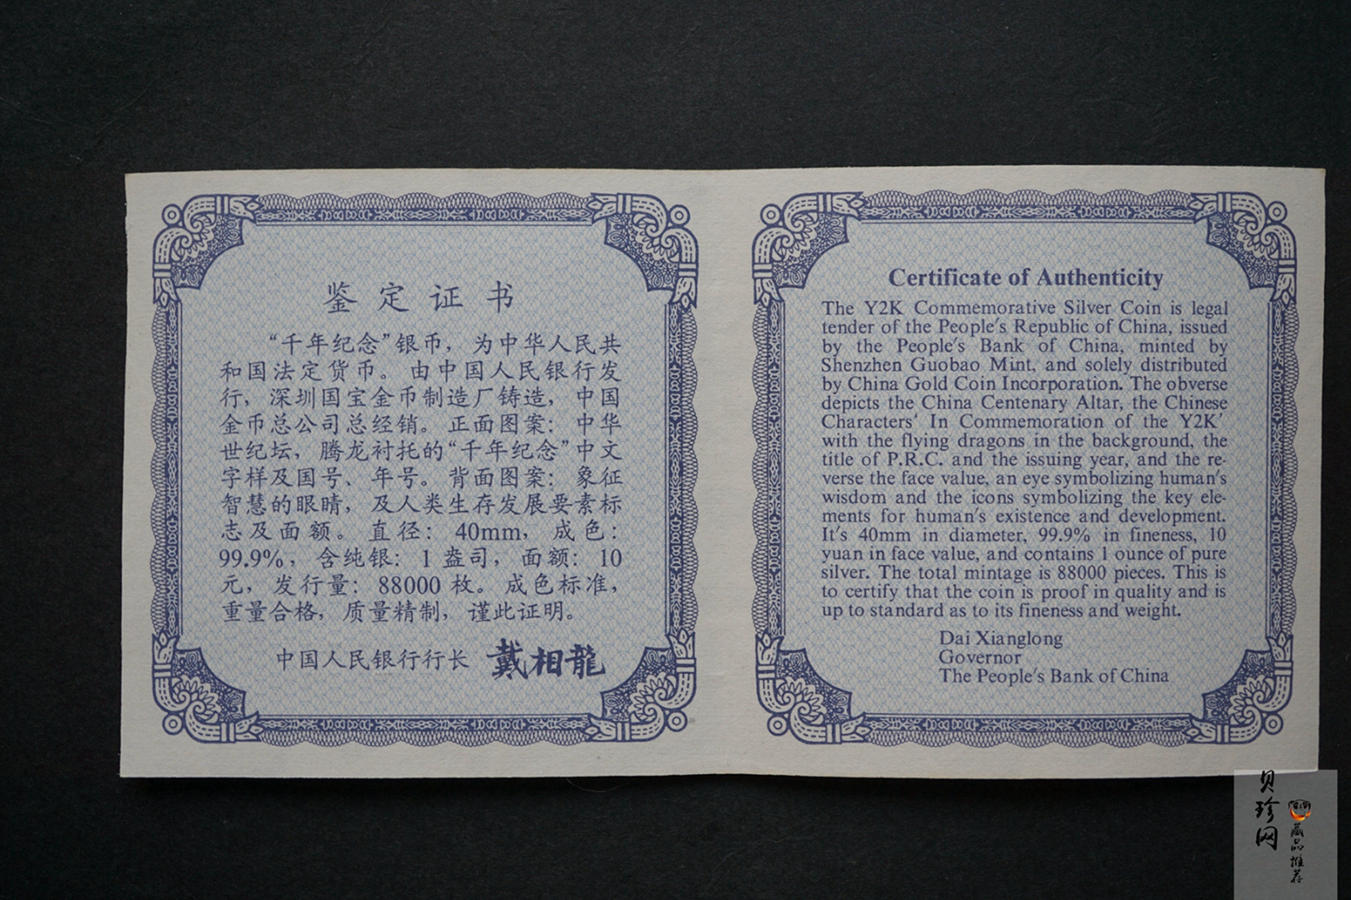 鉴定证书
“千年纪念”银币，为中华人民共
和国法定货币。由中国人民银行发
行，深圳国宝金币制造厂铸造，中国
金币总公司总经销。正面图案：中华
世纪坛，腾龙衬托的“千年纪念”中文
字样及国号、年号。背面图案：象征
智慧的眼睛，及人类生存发展要素标
志及面额。直径：40mm，成色：
99.9%，含纯银：1盎司，面额：10
元，发行量：88000枚。成色标准，
重量合格，质量精制，谨此证明。
中国人民银行行长 戴相龍
Certificate of Authenticity
The Y2K Commemorative Silver Coin is legal
tender of the People's Republic of China, issued
by the People's Bank of China, minted by
Shenzhen Guobao Mint, and solely distributed
by China Gold Coin Incorporation. The obverse
depicts the China Centenary Altar, the Chinese
Characters' In Commemoration of the Y2K'
with the flying dragons in the background, the
title of P.R.C. and the issuing year, and the re-
verse the face value, an eye symbolizing human's
wisdom and the icons symbolizing the key ele-
ments for human's existence and development.
It's 40mm in diameter, 99.9% in fineness, 10
yuan in face value, and contains 1 ounce of pure
silver. The total mintage is 88000 pieces. This is
to certify that the coin is proof in quality and is
up to standard as to its fineness and weight.
Dai Xianglong
Governor
The People's Bank of China
贝珍网
藏品推荐